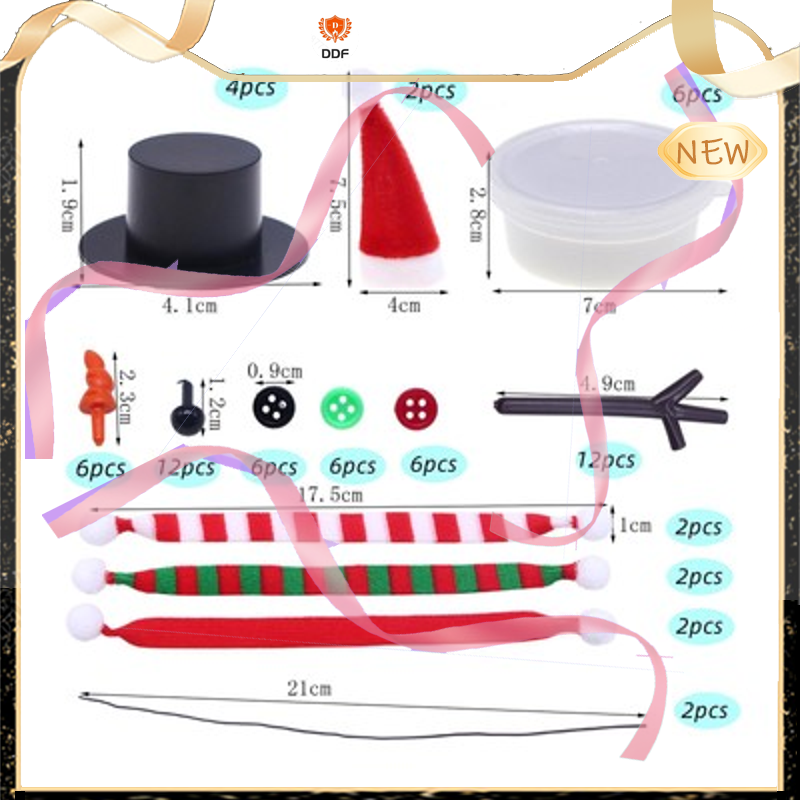 DDF
4pcs
2pcs
6pcs
NEW
1.9cm
7.5cm
2.8cm
4.1cm
4cm
7cm
2.3cm
1.2cm
0.9cm
4.9cm
6pcs
12pcs
6pcs
6pcs
6pcs
12pcs
17.5cm
1cm
2pcs
2pcs
2pcs
21cm
2pcs